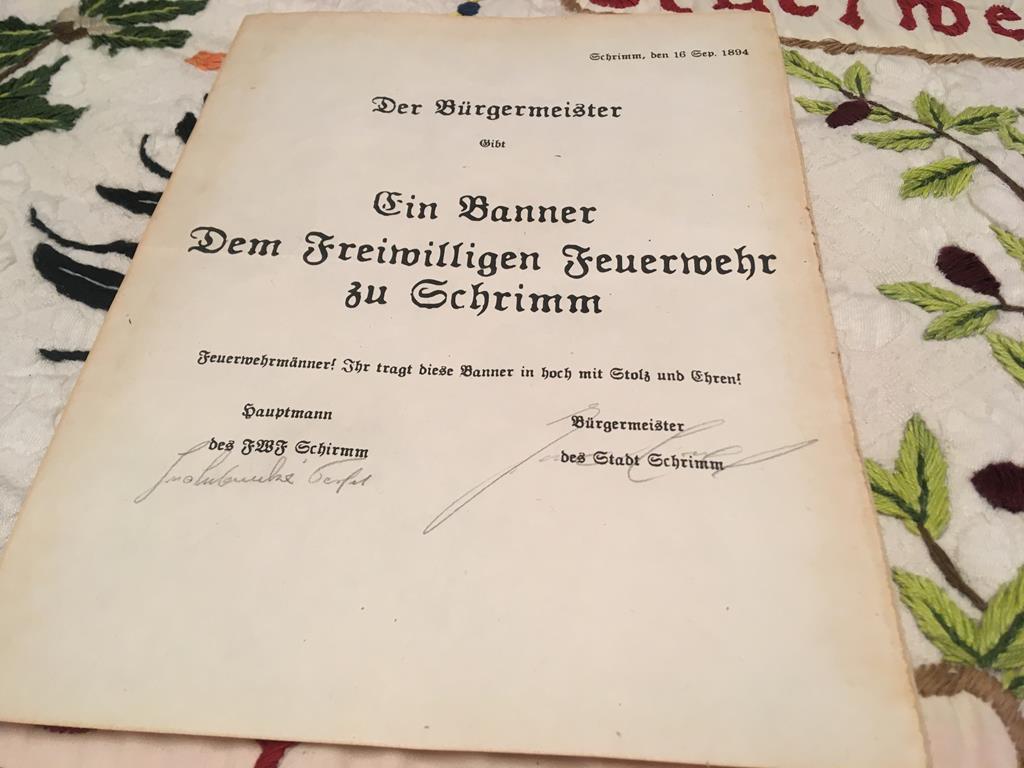 Schrimm, den 16 Sep. 1894
Der Bürgermeister
Gibt
Ein Banner
Dem Freiwilligen Feuerwehr
zu Schrimm
Feuerwehrmänner! Ihr tragt diese Banner in hoch mit Stolz und Ehren!
Hauptmann
des FWF Schirmm
Bürgermeister
des Stadt Schrimm